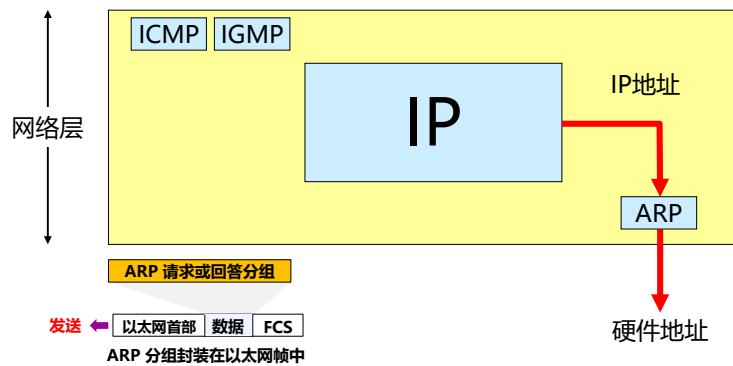 ICMP
IGMP
IP
IP地址
网络层
ARP
ARP 请求或回答分组
发送
以太网首部
数据
FCS
硬件地址
ARP 分组封装在以太网帧中